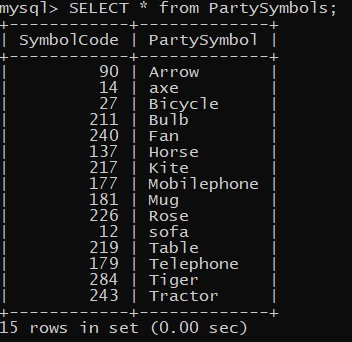 mysql> SELECT * from PartySymbols;
+------------+-------------+
| SymbolCode | PartySymbol |
+------------+-------------+
|         90 | Arrow       |
|         14 | axe         |
|         27 | Bicycle     |
|        211 | Bulb        |
|        240 | Fan         |
|        137 | Horse       |
|        217 | Kite        |
|        177 | Mobilephone |
|        181 | Mug         |
|        226 | Rose        |
|         12 | sofa        |
|        219 | Table       |
|        179 | Telephone   |
|        284 | Tiger       |
|        243 | Tractor     |
+------------+-------------+
15 rows in set (0.00 sec)